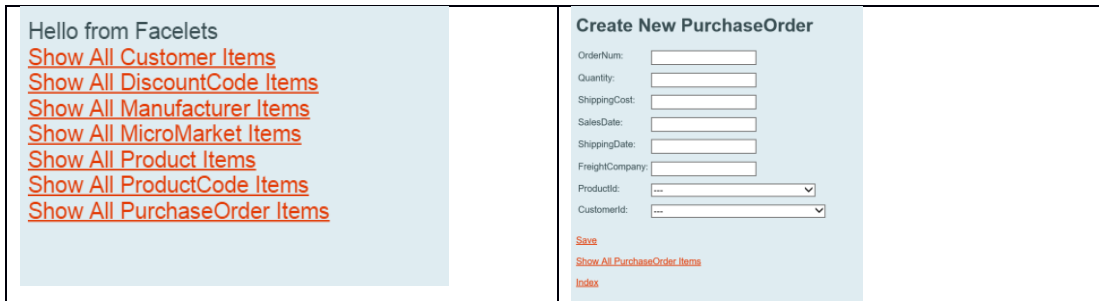 Hello from Facelets
Show All Customer Items
Show All DiscountCode Items
Show All Manufacturer Items
Show All MicroMarket Items
Show All Product Items
Show All ProductCode Items
Show All PurchaseOrder Items
Create New PurchaseOrder
OrderNum:
Quantity:
ShippingCost:
SalesDate:
ShippingDate:
FreightCompany:
ProductId: ---
CustomerId: ---
Save
Show All PurchaseOrder Items
Index